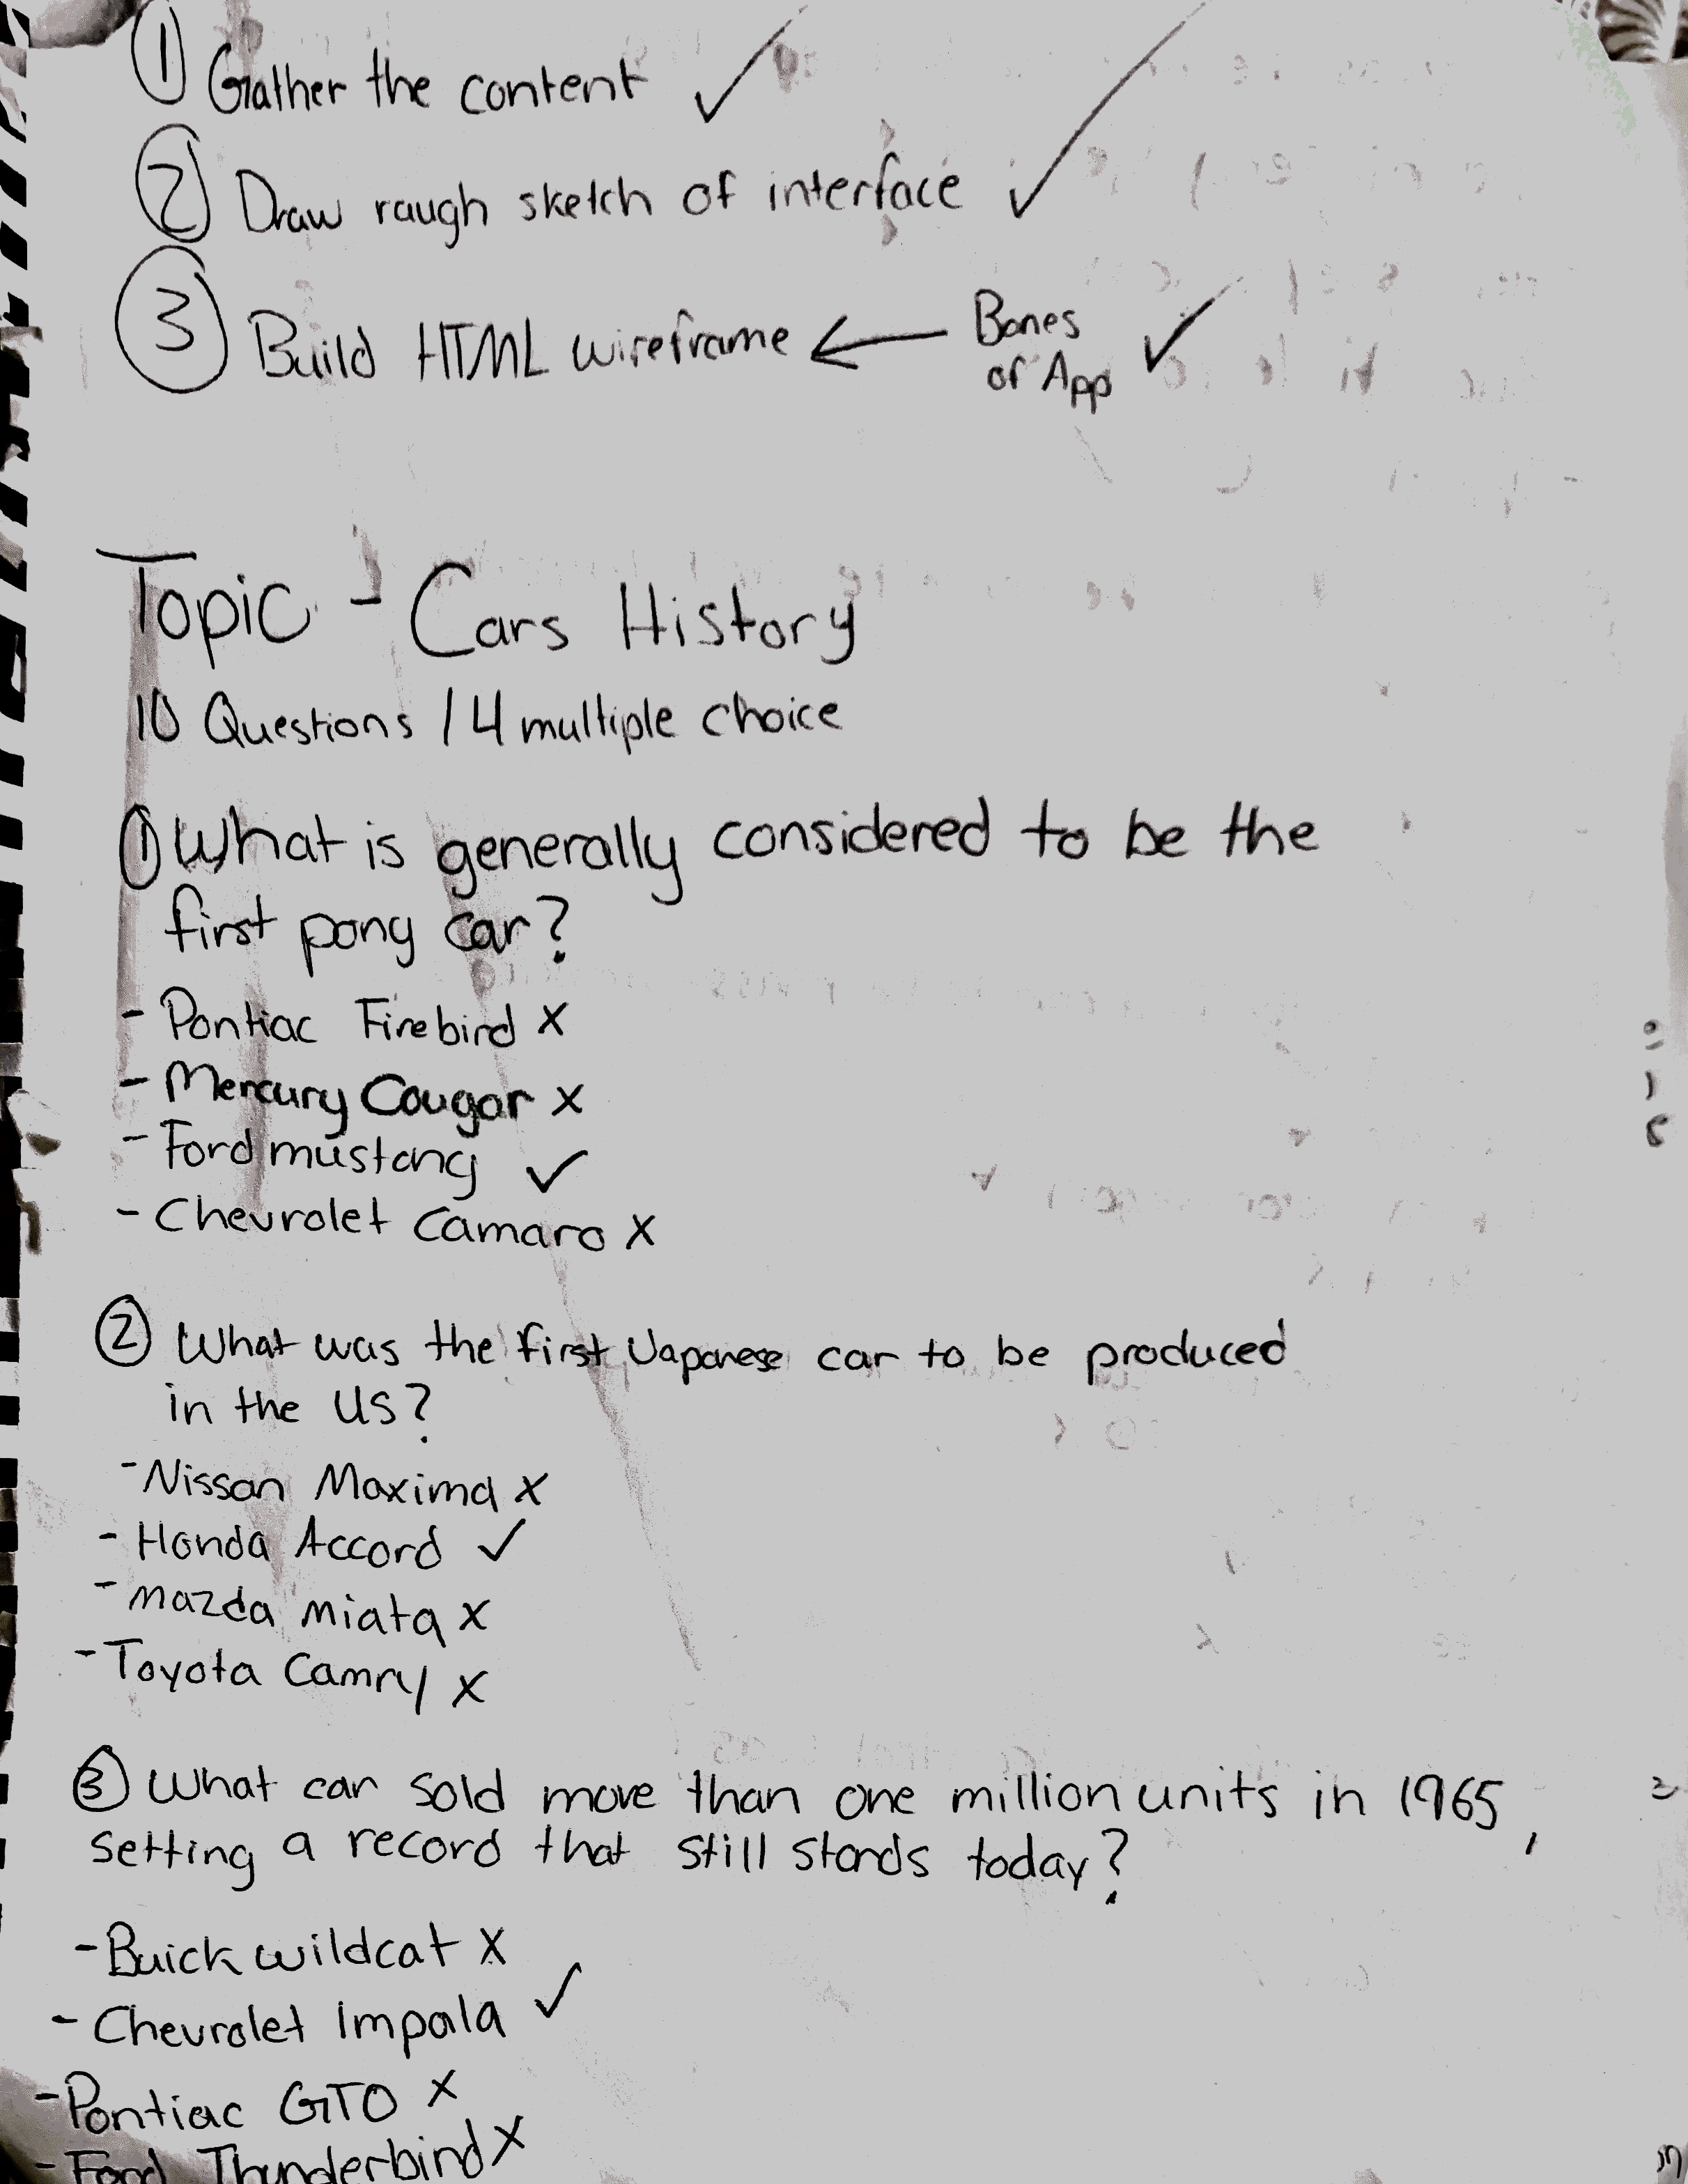 ① Gather the content ✓
② Draw rough sketch of interface ✓
③ Build HTML wireframe ← Bones of App ✓
Topic - Cars History
10 Questions / 4 multiple choice
① What is generally considered to be the
first pony car?
- Pontiac Firebird X
- Mercury Cougar X
- Ford mustang ✓
- Chevrolet Camaro X
② What was the first Japanese car to be produced
in the US?
- Nissan Maxima X
- Honda Accord ✓
- Mazda Miata X
- Toyota Camry X
③ What car sold more than one million units in 1965,
setting a record that still stands today?
- Buick wildcat X
- Chevrolet Impala ✓
- Pontiac GTO X
- Ford Thunderbird X